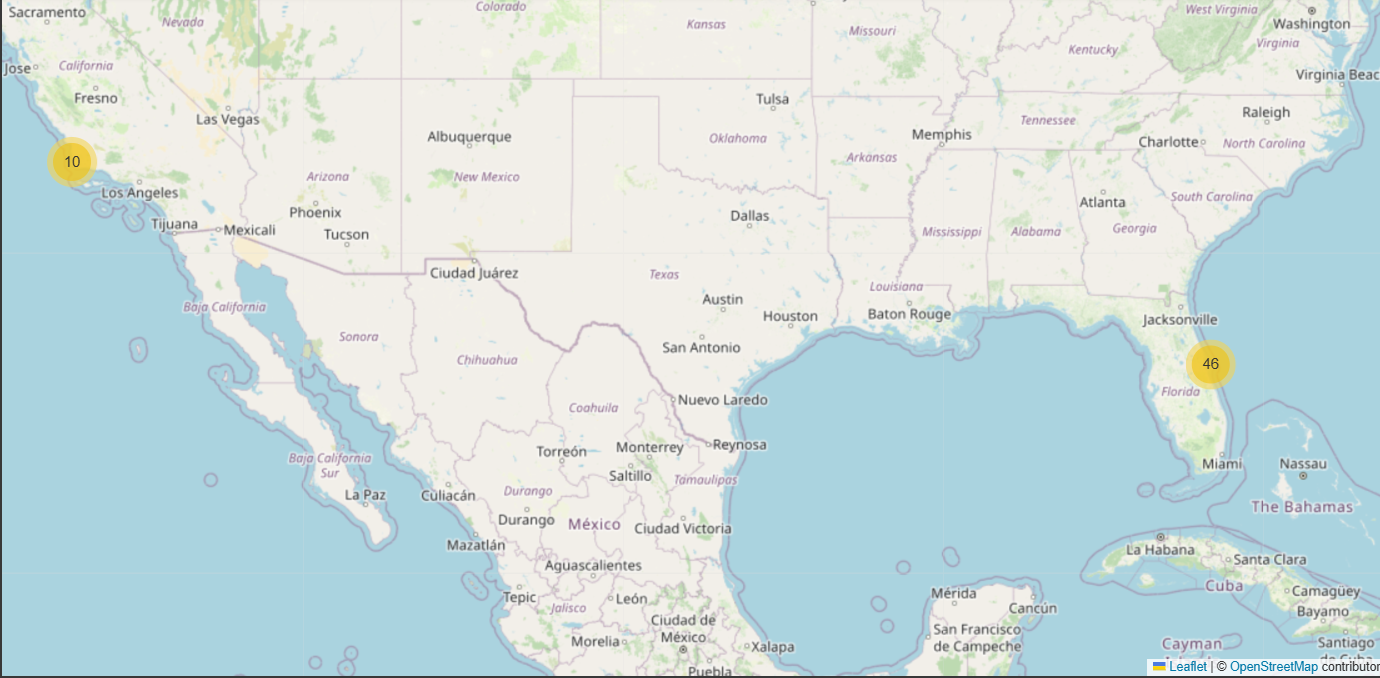 Sacramento
Nevada
Colorado
Kansas
Missouri
West Virginia
Washington
Virginia
Kentucky
Jose
California
Fresno
Las Vegas
Virginia Beac
Tulsa
Raleigh
Tennessee
Memphis
Albuquerque
Oklahoma
Charlotte
North Carolina
10
Arkansas
Arizona
New Mexico
Los Angeles
South Carolina
Phoenix
Dallas
Atlanta
Tijuana
Mexicali
Tucson
Mississippi
Alabama
Georgia
Ciudad Juárez
Texas
Louisiana
Baja California
Austin
Houston
Baton Rouge
Jacksonville
Sonora
San Antonio
Chihuahua
46
Florida
Nuevo Laredo
Coahuila
Torreón
Monterrey
Reynosa
Baja California
Sur
Saltillo
Tamaulipas
Miami
Nassau
La Paz
Culiacán
Durango
The Bahamas
Durango
México
Ciudad Victoria
Mazatlán
La Habana
Santa Clara
Aguascalientes
Cuba
Camagüey
Tepic
Jalisco
León
Mérida
Cancún
Bayamo
Ciudad de
México
Morelia
Xalapa
San Francisco
de Campeche
Cayman
Santiago
Puebla
Leaflet | © OpenStreetMap contributor